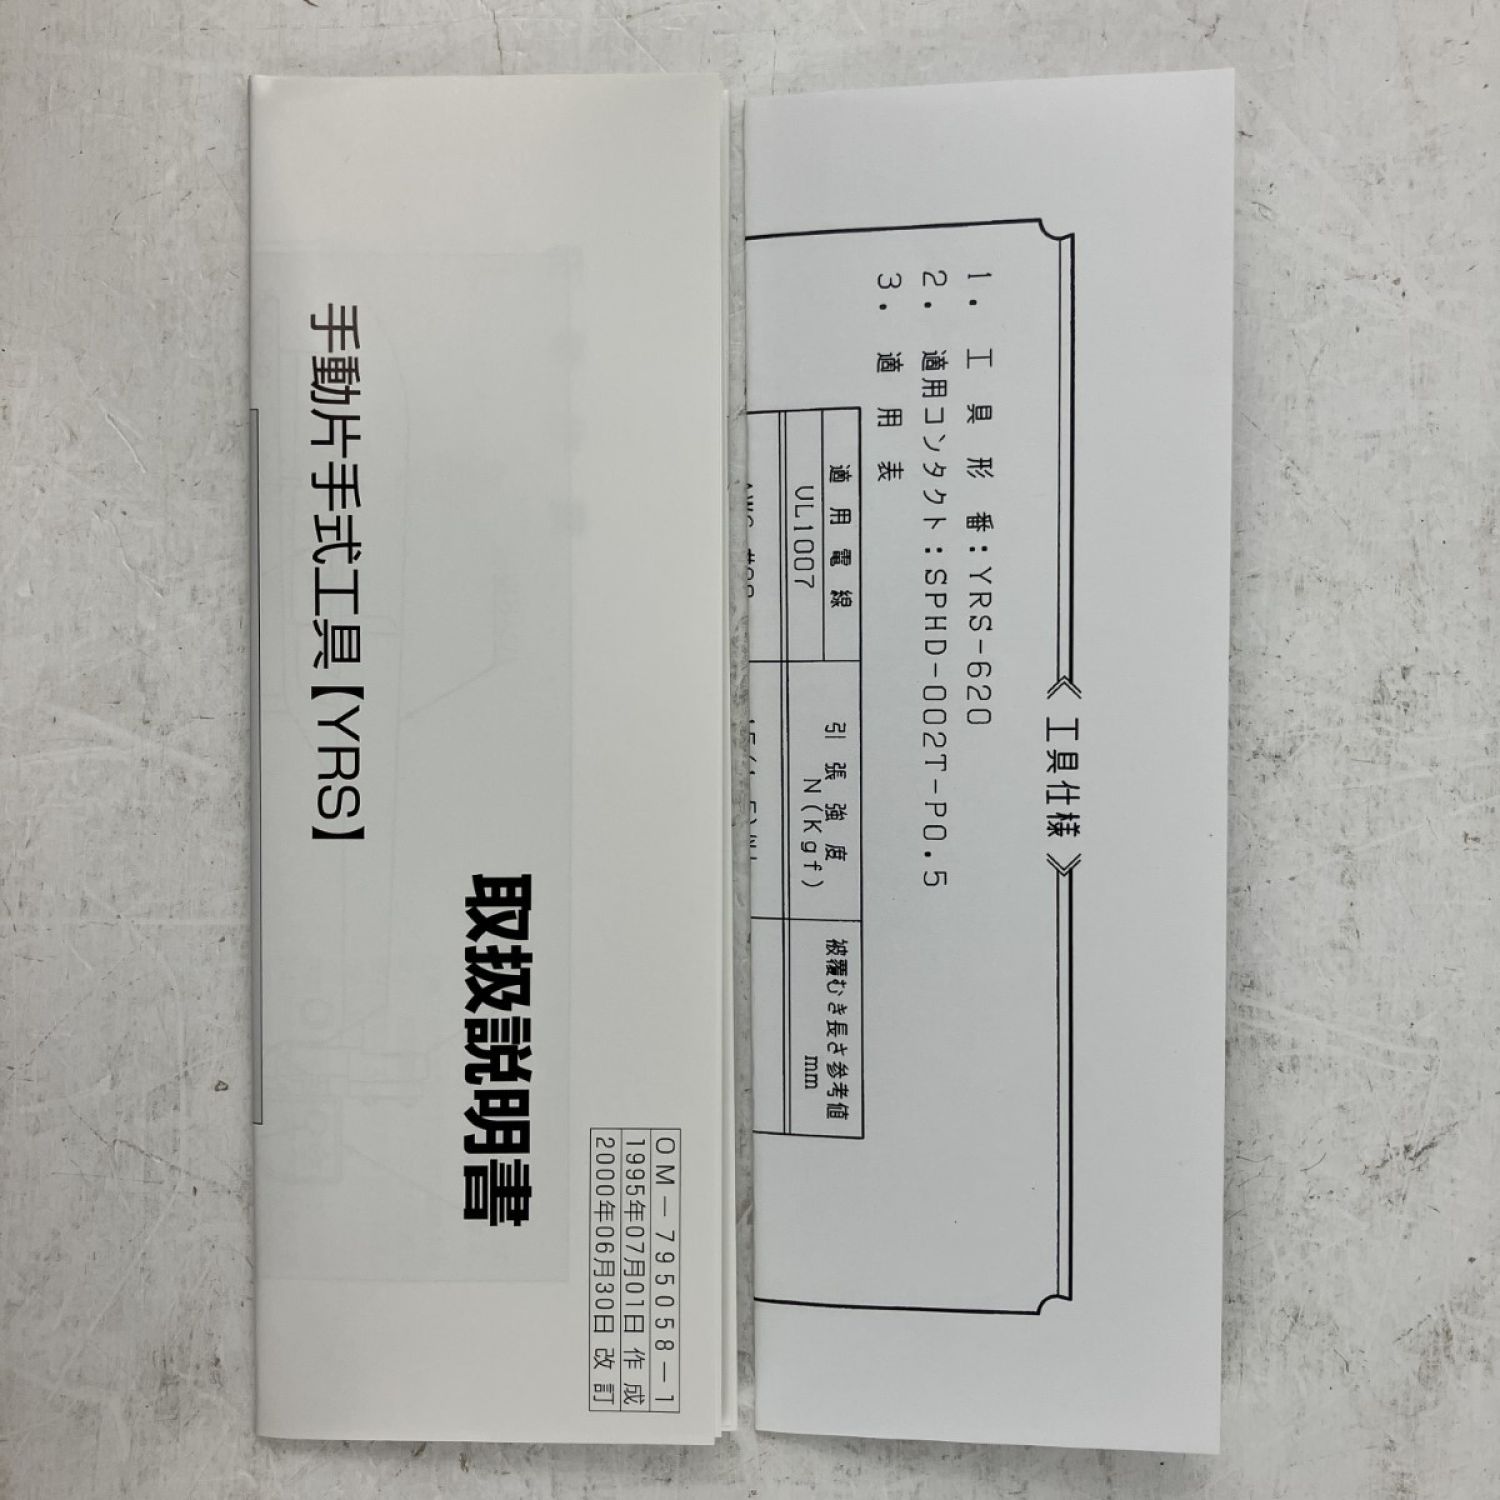 OM-795058-1
1995年07月01日 作成
2000年06月30日 改訂
取扱説明書
手動片手式工具【YRS】
《 工具仕様 》
1. 工具形番:YRS-620
2. 適用コンタクト:SPHD-002T-P0.5
3. 適用表
適用電線
UL1007
引張強度
N(Kgf)
被覆むき長さ参考値
mm